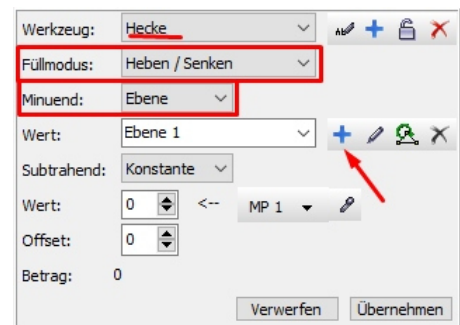 Werkzeug: Hecke
Füllmodus: Heben / Senken
Minuend: Ebene
Wert: Ebene 1
Subtrahend: Konstante
Wert: 0 <-- MP 1
Offset: 0
Betrag: 0
Verwerfen Übernehmen